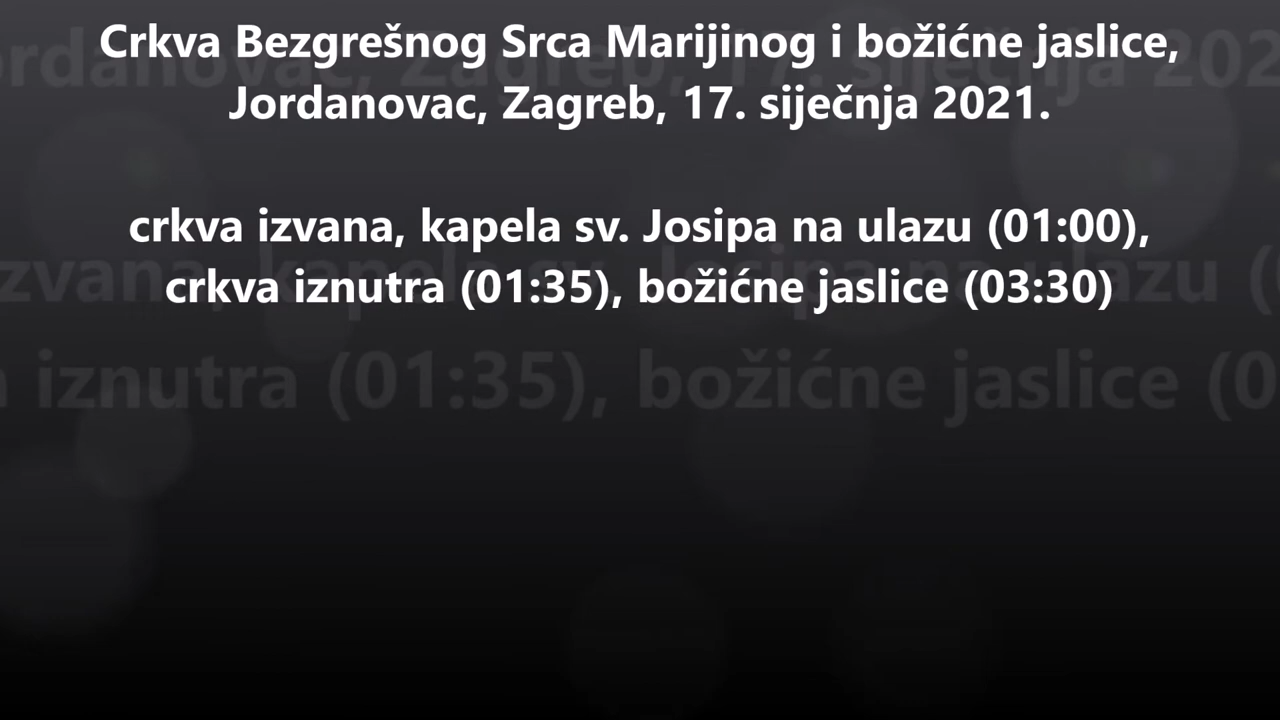 Crkva Bezgrešnog Srca Marijinog i božićne jaslice,
Jordanovac, Zagreb, 17. siječnja 2021.
crkva izvana, kapela sv. Josipa na ulazu (01:00),
crkva iznutra (01:35), božićne jaslice (03:30)